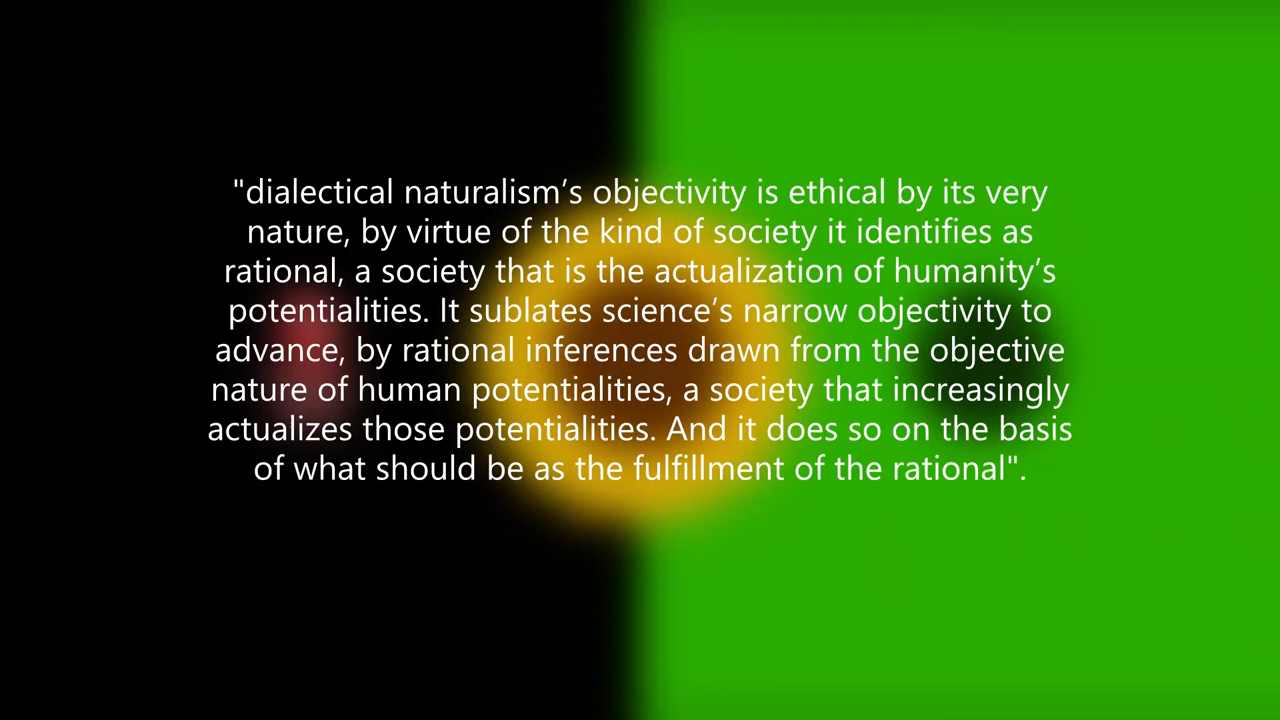 "dialectical naturalism’s objectivity is ethical by its very
nature, by virtue of the kind of society it identifies as
rational, a society that is the actualization of humanity’s
potentialities. It sublates science’s narrow objectivity to
advance, by rational inferences drawn from the objective
nature of human potentialities, a society that increasingly
actualizes those potentialities. And it does so on the basis
of what should be as the fulfillment of the rational".